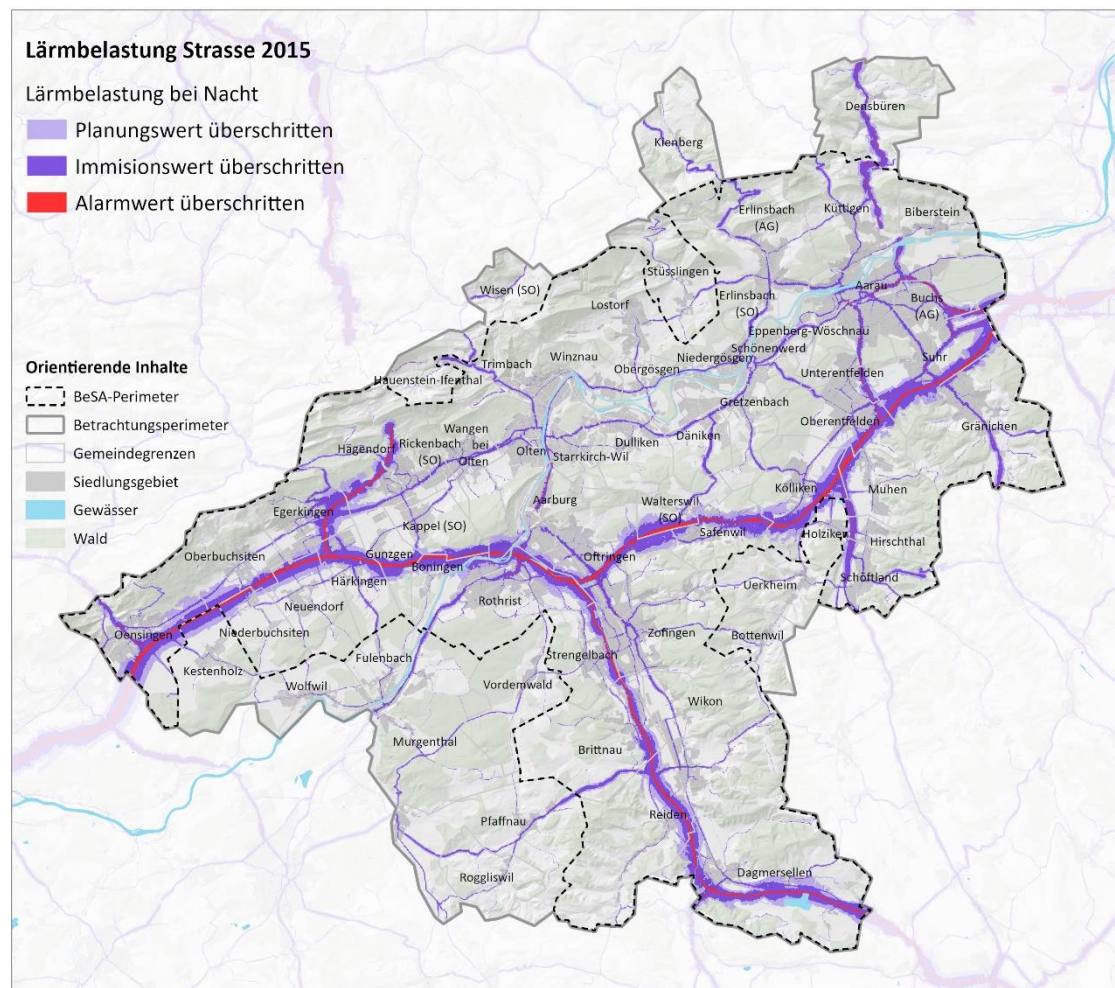 Lärmbelastung Strasse 2015
Lärmbelastung bei Nacht
Planungswert überschritten
Immisionswert überschritten
Alarmwert überschritten
Orientierende Inhalte
BeSA-Perimeter
Betrachtungsperimeter
Gemeindegrenzen
Siedlungsgebiet
Gewässer
Wald
Densbüren
Kienberg
Erlinsbach
(AG)
Küttigen
Biberstein
Stüsslingen
Wisen (SO)
Lostorf
Erlinsbach
(SO)
Aarau
Buchs
(AG)
Eppenberg-Wöschnau
Trimbach
Winznau
Niedergösgen
Schönenwerd
Suhr
Obergösgen
Hauenstein-Ifenthal
Unterentfelden
Gretzenbach
Oberentfelden
Gränichen
Wangen
bei
Olten
Rickenbach
(SO)
Hägendorf
Olten
Dulliken
Däniken
Starrkirch-Wil
Kölliken
Muhen
Aarburg
Walterswil
(SO)
Egerkingen
Kappel (SO)
Safenwil
Holziken
Hirschthal
Oberbuchsiten
Gunzgen
Boningen
Oftringen
Härkingen
Uerkheim
Schöftland
Neuendorf
Rothrist
Oensingen
Niederbuchsiten
Zofingen
Bottenwil
Kestenholz
Fulenbach
Strengelbach
Wolfwil
Vordemwald
Wikon
Murgenthal
Brittnau
Pfaffnau
Reiden
Roggliswil
Dagmersellen